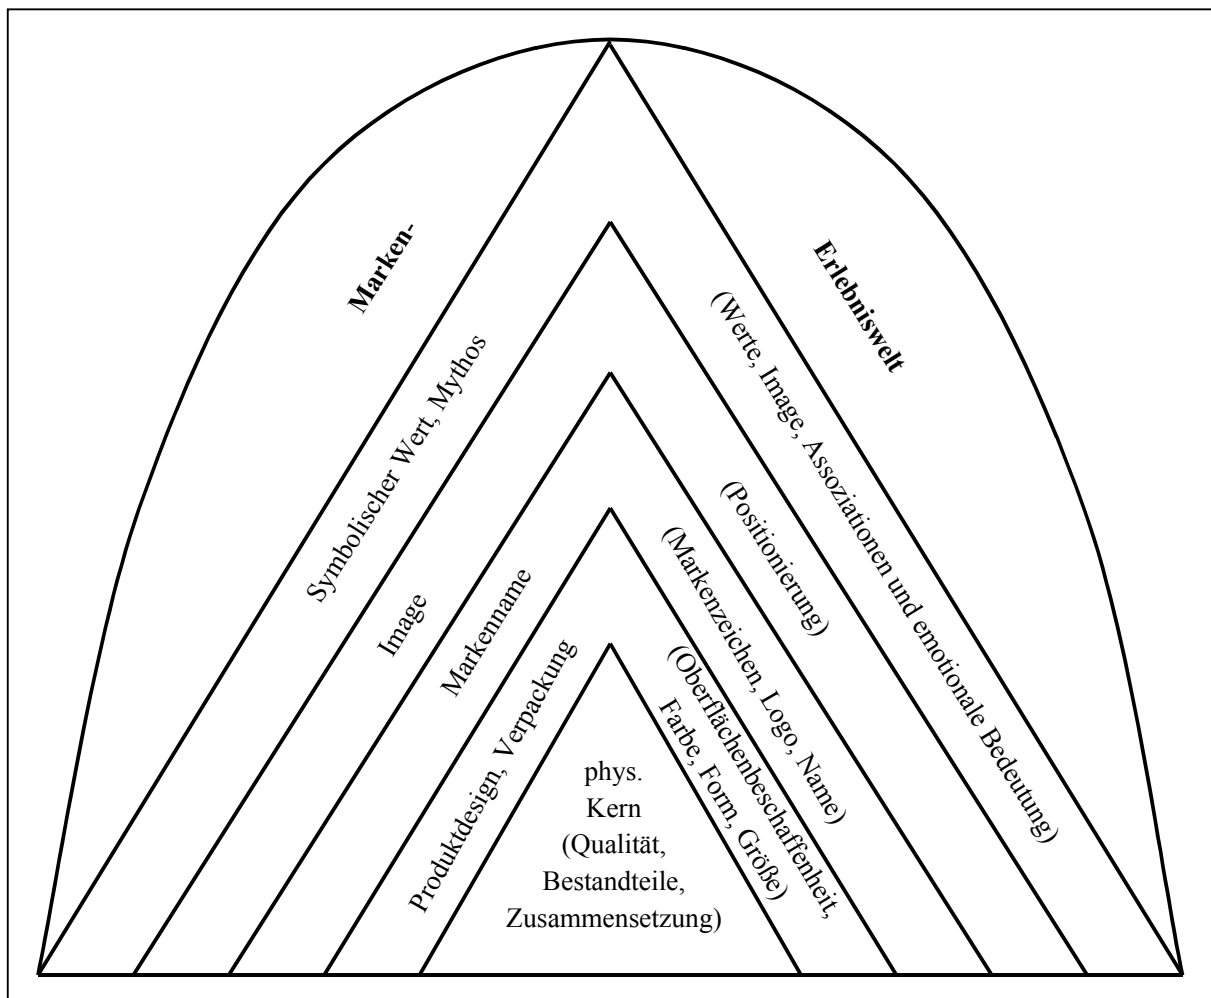 Marken-
Erlebniswelt
Symbolischer Wert, Mythos
(Werte, Image, Assoziationen und emotionale Bedeutung)
Image
(Positionierung)
Markenname
(Markenzeichen, Logo, Name)
Produktdesign, Verpackung
(Oberflächenbeschaffenheit,
Farbe, Form, Größe)
phys.
Kern
(Qualität,
Bestandteile,
Zusammensetzung)